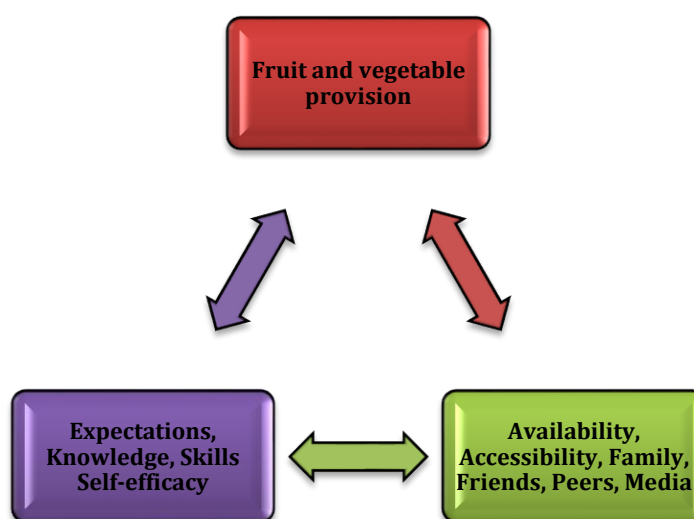 Fruit and vegetable
provision
Expectations,
Knowledge, Skills
Self-efficacy
Availability,
Accessibility, Family,
Friends, Peers, Media